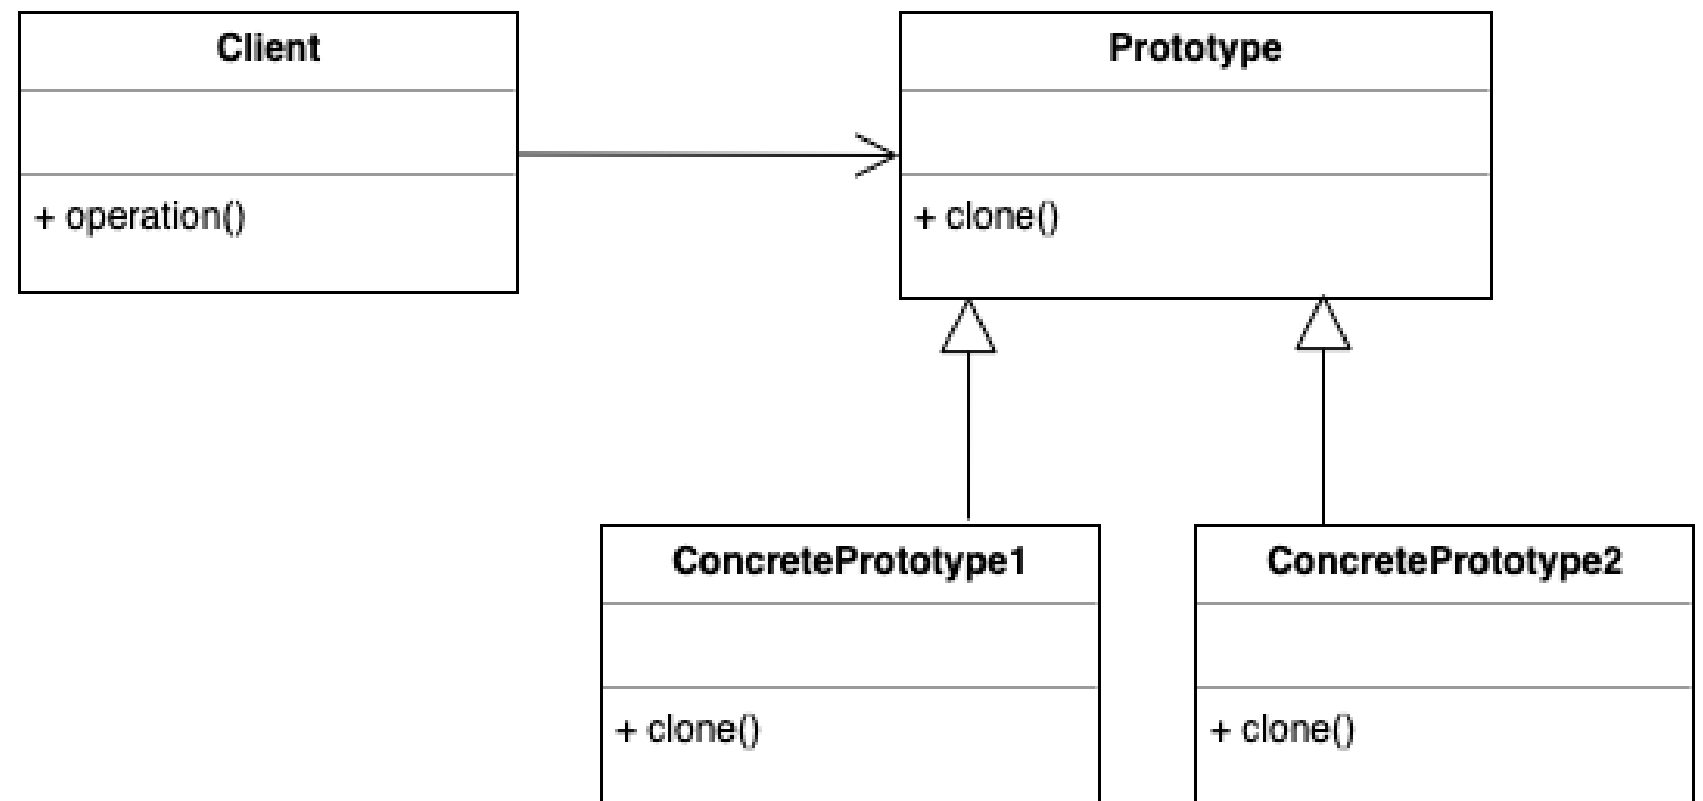 Client
+ operation()
Prototype
+ clone()
ConcretePrototype1
+ clone()
ConcretePrototype2
+ clone()